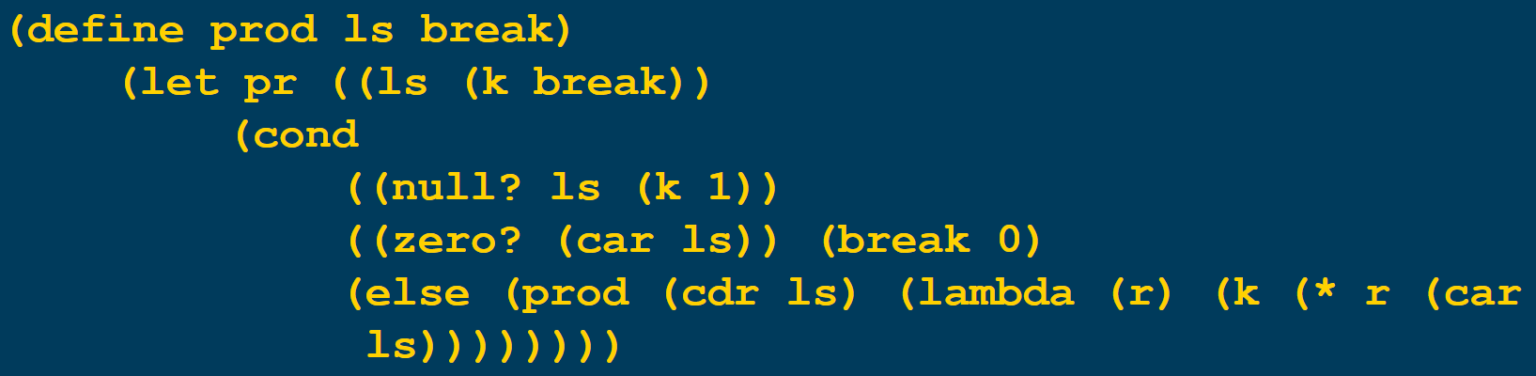 (define prod ls break)
(let pr ((ls (k break))
(cond
((null? ls (k 1))
((zero? (car ls)) (break 0)
(else (prod (cdr ls) (lambda (r) (k (* r (car
ls))))))))